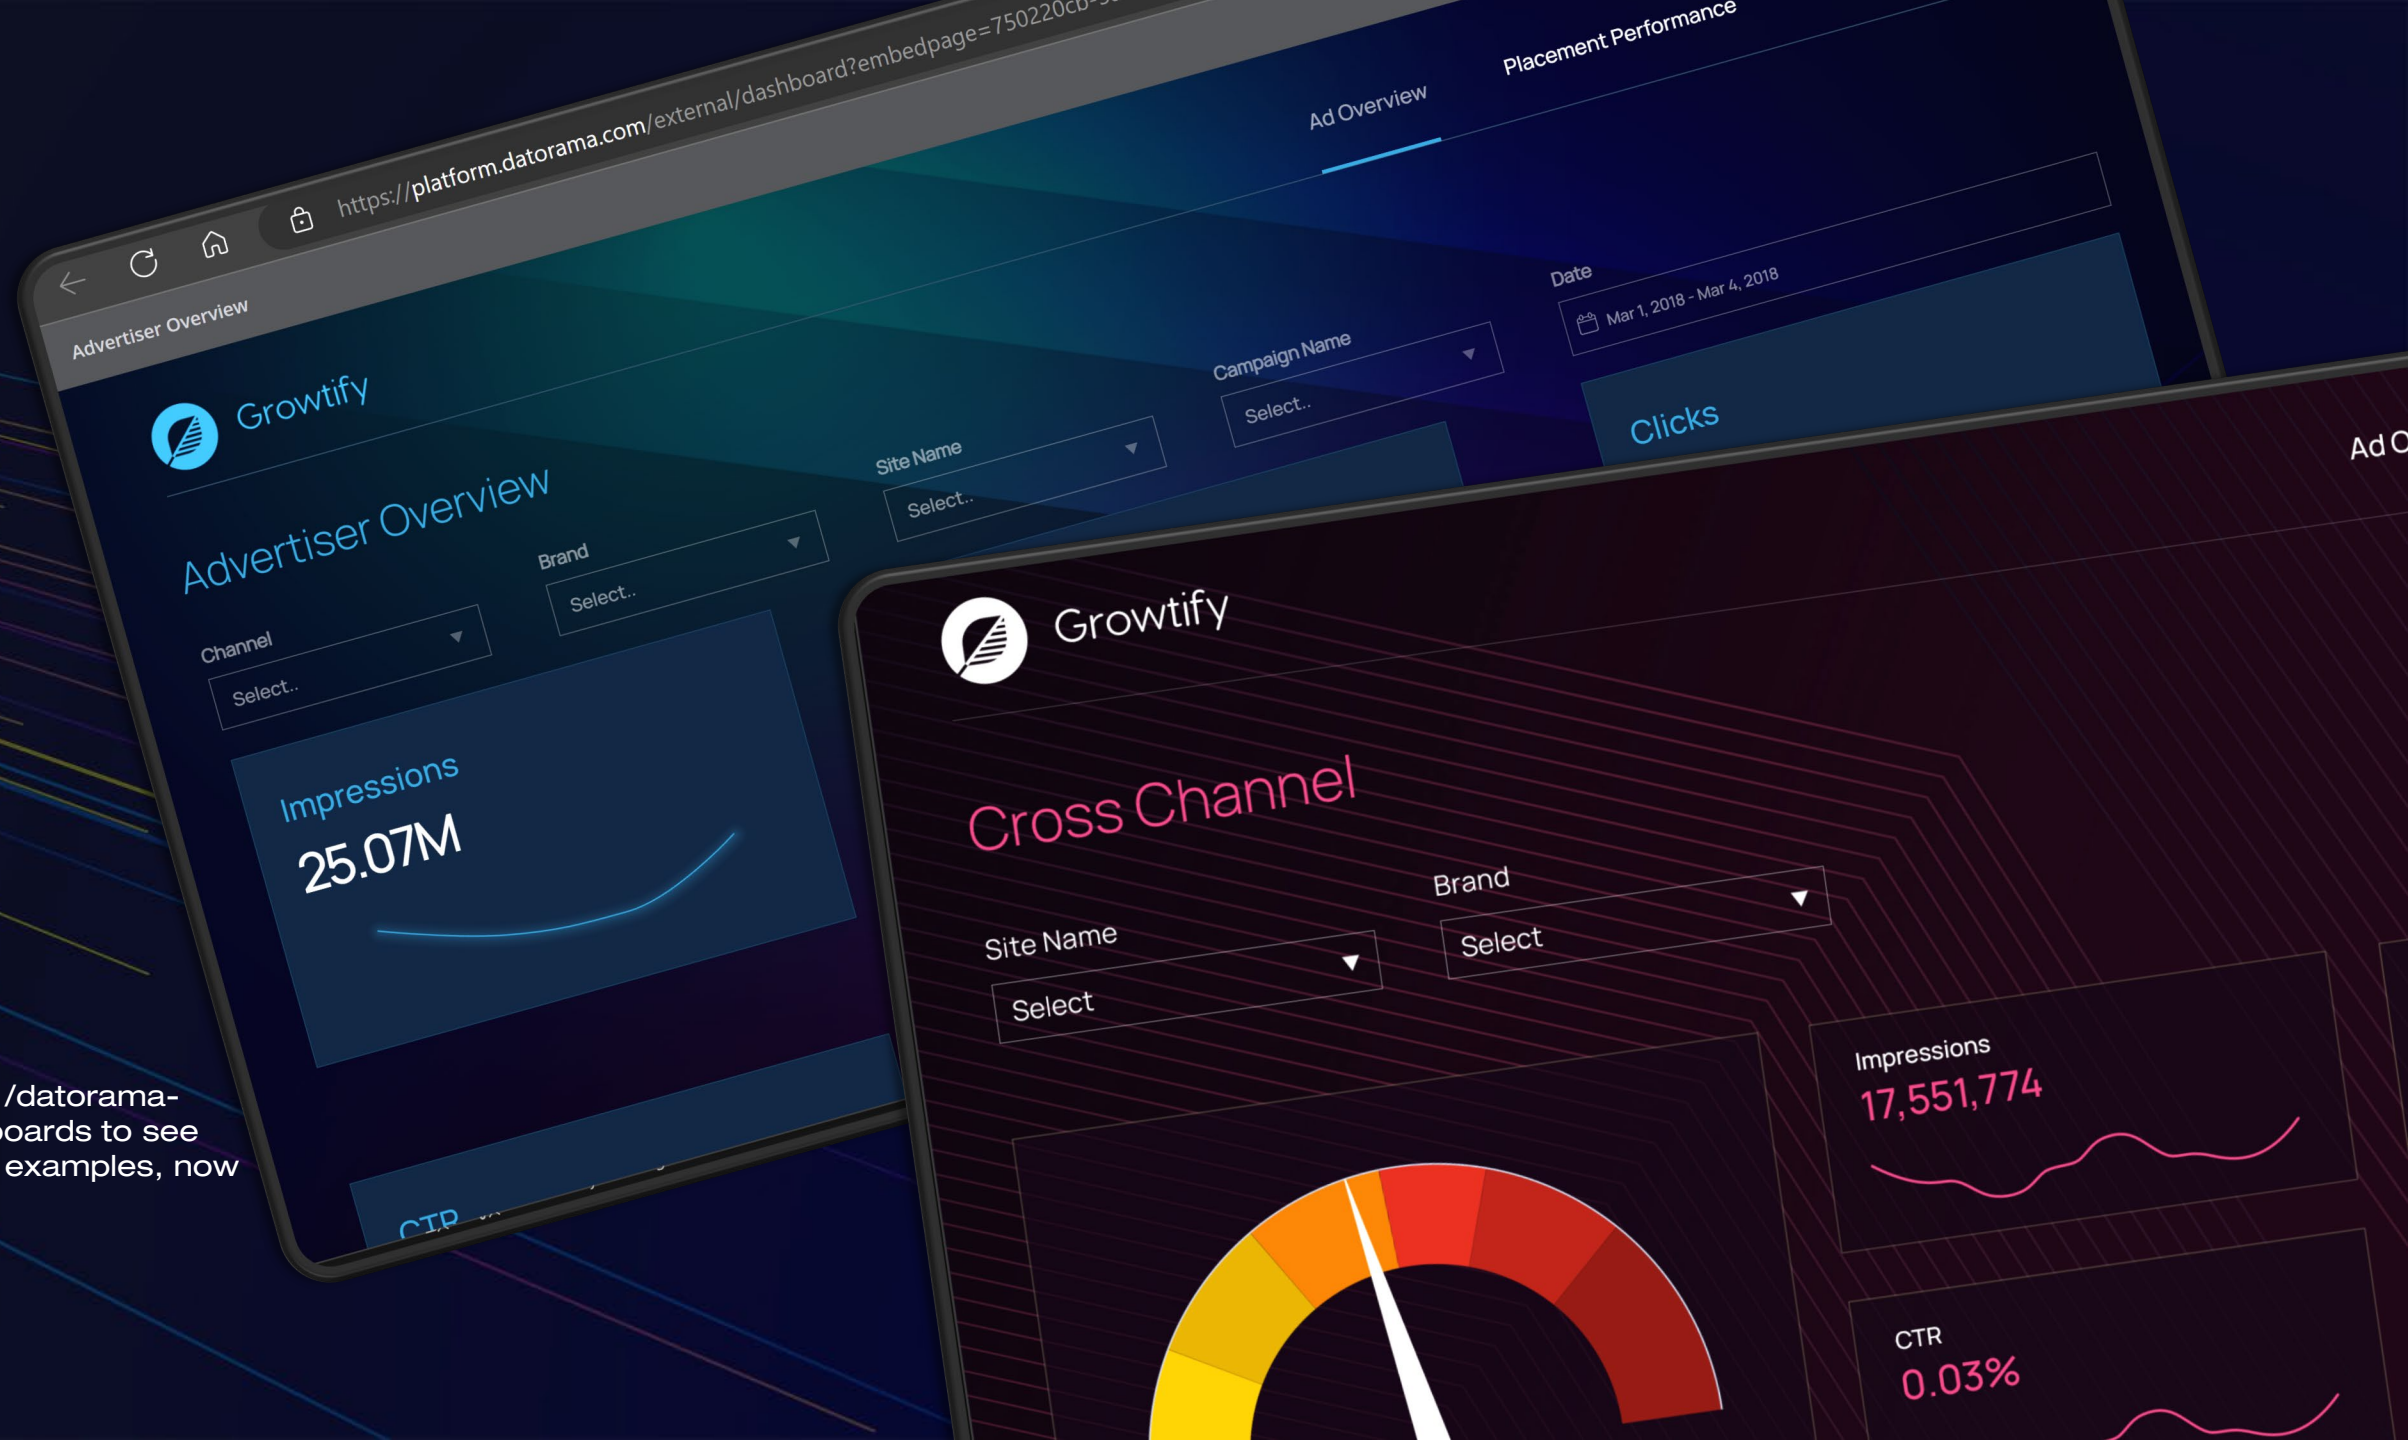 https://platform.datorama.com/external/dashboard?embedpage=750220cb-
Advertiser Overview
Growtify
Ad Overview
Placement Performance
Advertiser Overview
Channel
Select..
Brand
Select..
Site Name
Select..
Campaign Name
Select..
Date
Mar 1, 2018 - Mar 4, 2018
Impressions
25.07M
Clicks
CTR
Growtify
Ad O
Cross Channel
Site Name
Select
Brand
Select
Impressions
17,551,774
CTR
0.03%
/datorama-
boards to see
examples, now